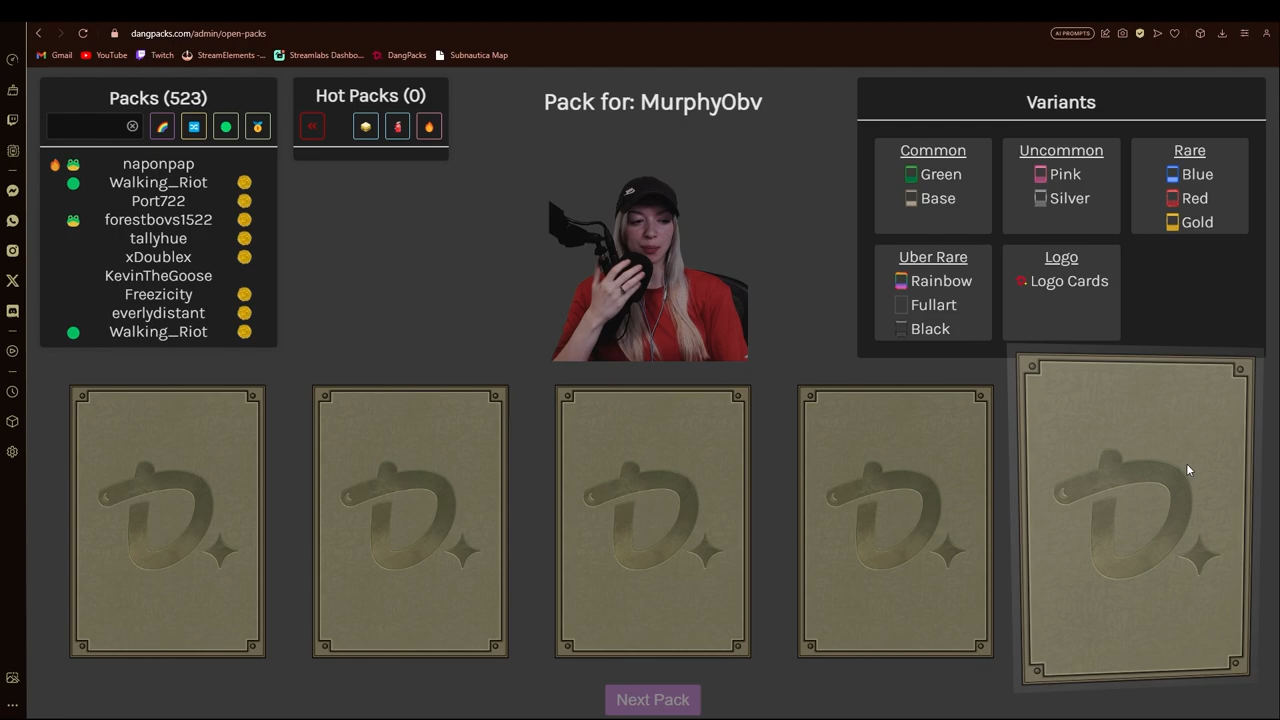 dangpacks.com/admin/open-packs
AI PROMPTS
Gmail
YouTube
Twitch
StreamElements -...
Streamlabs Dashbo...
DangPacks
Subnautica Map
Packs (523)
naponpap
Walking_Riot
Port722
forestbovs1522
tallyhue
xDoublex
KevinTheGoose
Freezicity
everlydistant
Walking_Riot
Hot Packs (0)
Pack for: MurphyObv
Variants
Common
Green
Base
Uncommon
Pink
Silver
Rare
Blue
Red
Gold
Uber Rare
Rainbow
Fullart
Black
Logo
Logo Cards
Next Pack